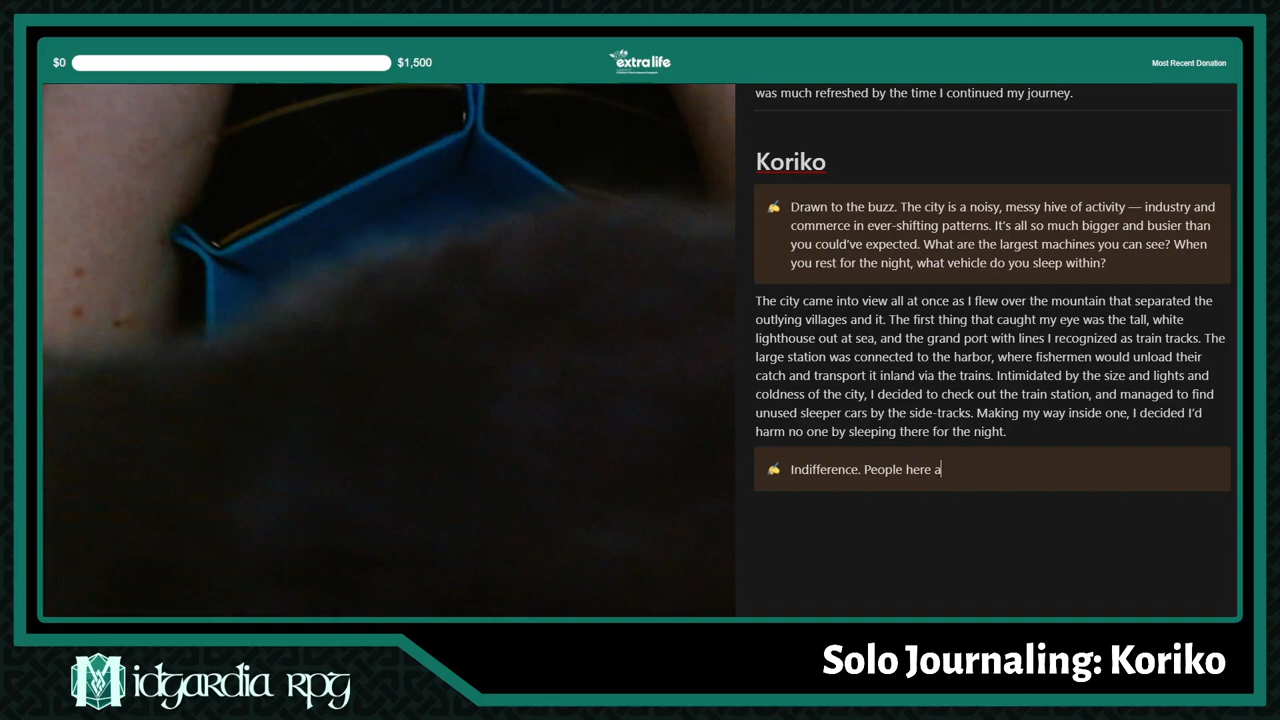 $0
$1,500
extralife
Most Recent Donation
was much refreshed by the time I continued my journey.
Koriko
Drawn to the buzz. The city is a noisy, messy hive of activity — industry and
commerce in ever-shifting patterns. It's all so much bigger and busier than
you could've expected. What are the largest machines you can see? When
you rest for the night, what vehicle do you sleep within?
The city came into view all at once as I flew over the mountain that separated the
outlying villages and it. The first thing that caught my eye was the tall, white
lighthouse out at sea, and the grand port with lines I recognized as train tracks. The
large station was connected to the harbor, where fishermen would unload their
catch and transport it inland via the trains. Intimidated by the size and lights and
coldness of the city, I decided to check out the train station, and managed to find
unused sleeper cars by the side-tracks. Making my way inside one, I decided I'd
harm no one by sleeping there for the night.
Indifference. People here a
Midgardia RPG
Solo Journaling: Koriko